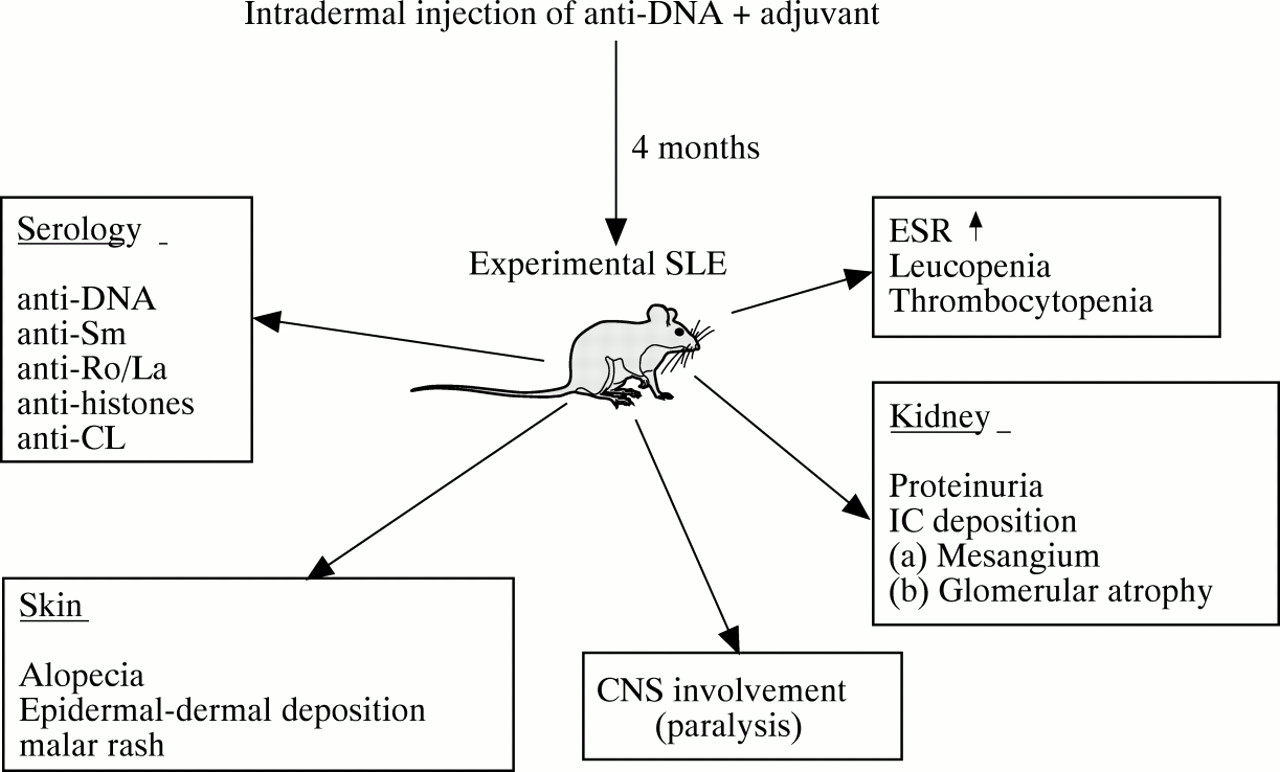 Intradermal injection of anti-DNA + adjuvant
4 months
Experimental SLE
Serology
anti-DNA
anti-Sm
anti-Ro/La
anti-histones
anti-CL
ESR ↑
Leucopenia
Thrombocytopenia
Kidney
Proteinuria
IC deposition
(a) Mesangium
(b) Glomerular atrophy
Skin
Alopecia
Epidermal-dermal deposition
malar rash
CNS involvement
(paralysis)